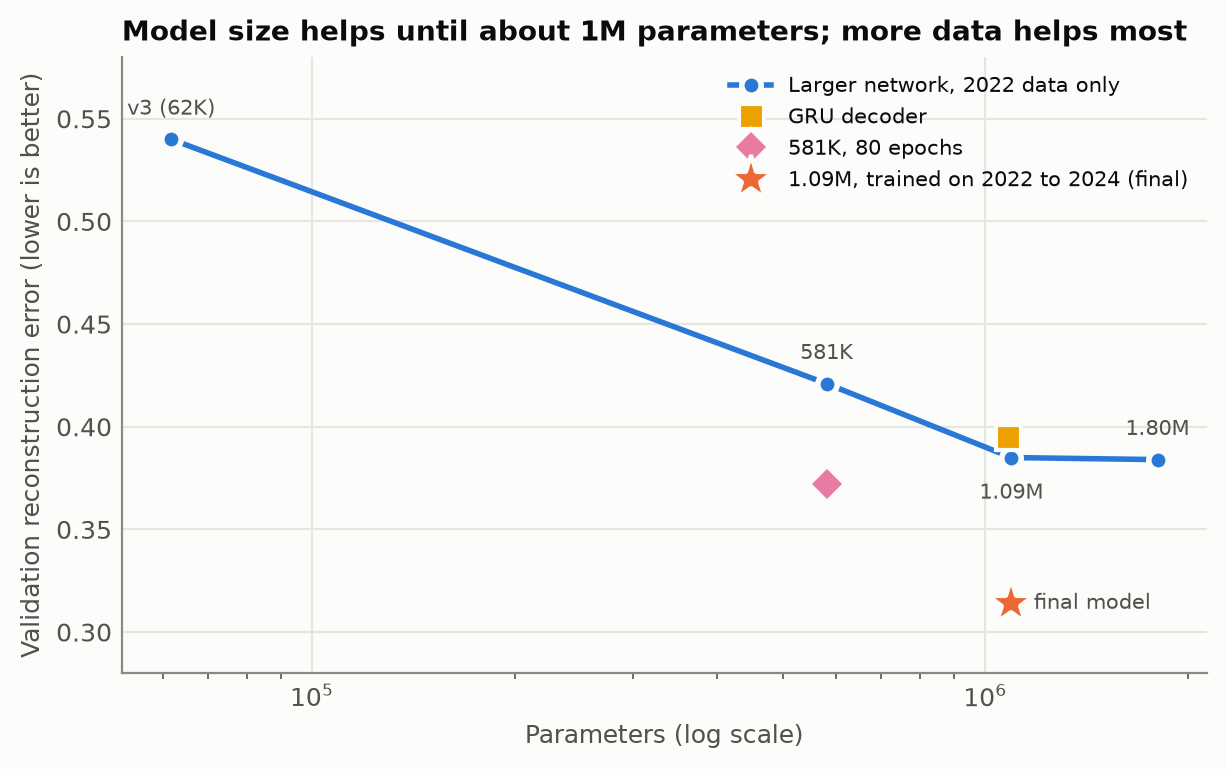 Model size helps until about 1M parameters; more data helps most
Validation reconstruction error (lower is better)
0.55
0.50
0.45
0.40
0.35
0.30
v3 (62K)
581K
1.09M
1.80M
final model
Larger network, 2022 data only
GRU decoder
581K, 80 epochs
1.09M, trained on 2022 to 2024 (final)
10⁵
10⁶
Parameters (log scale)